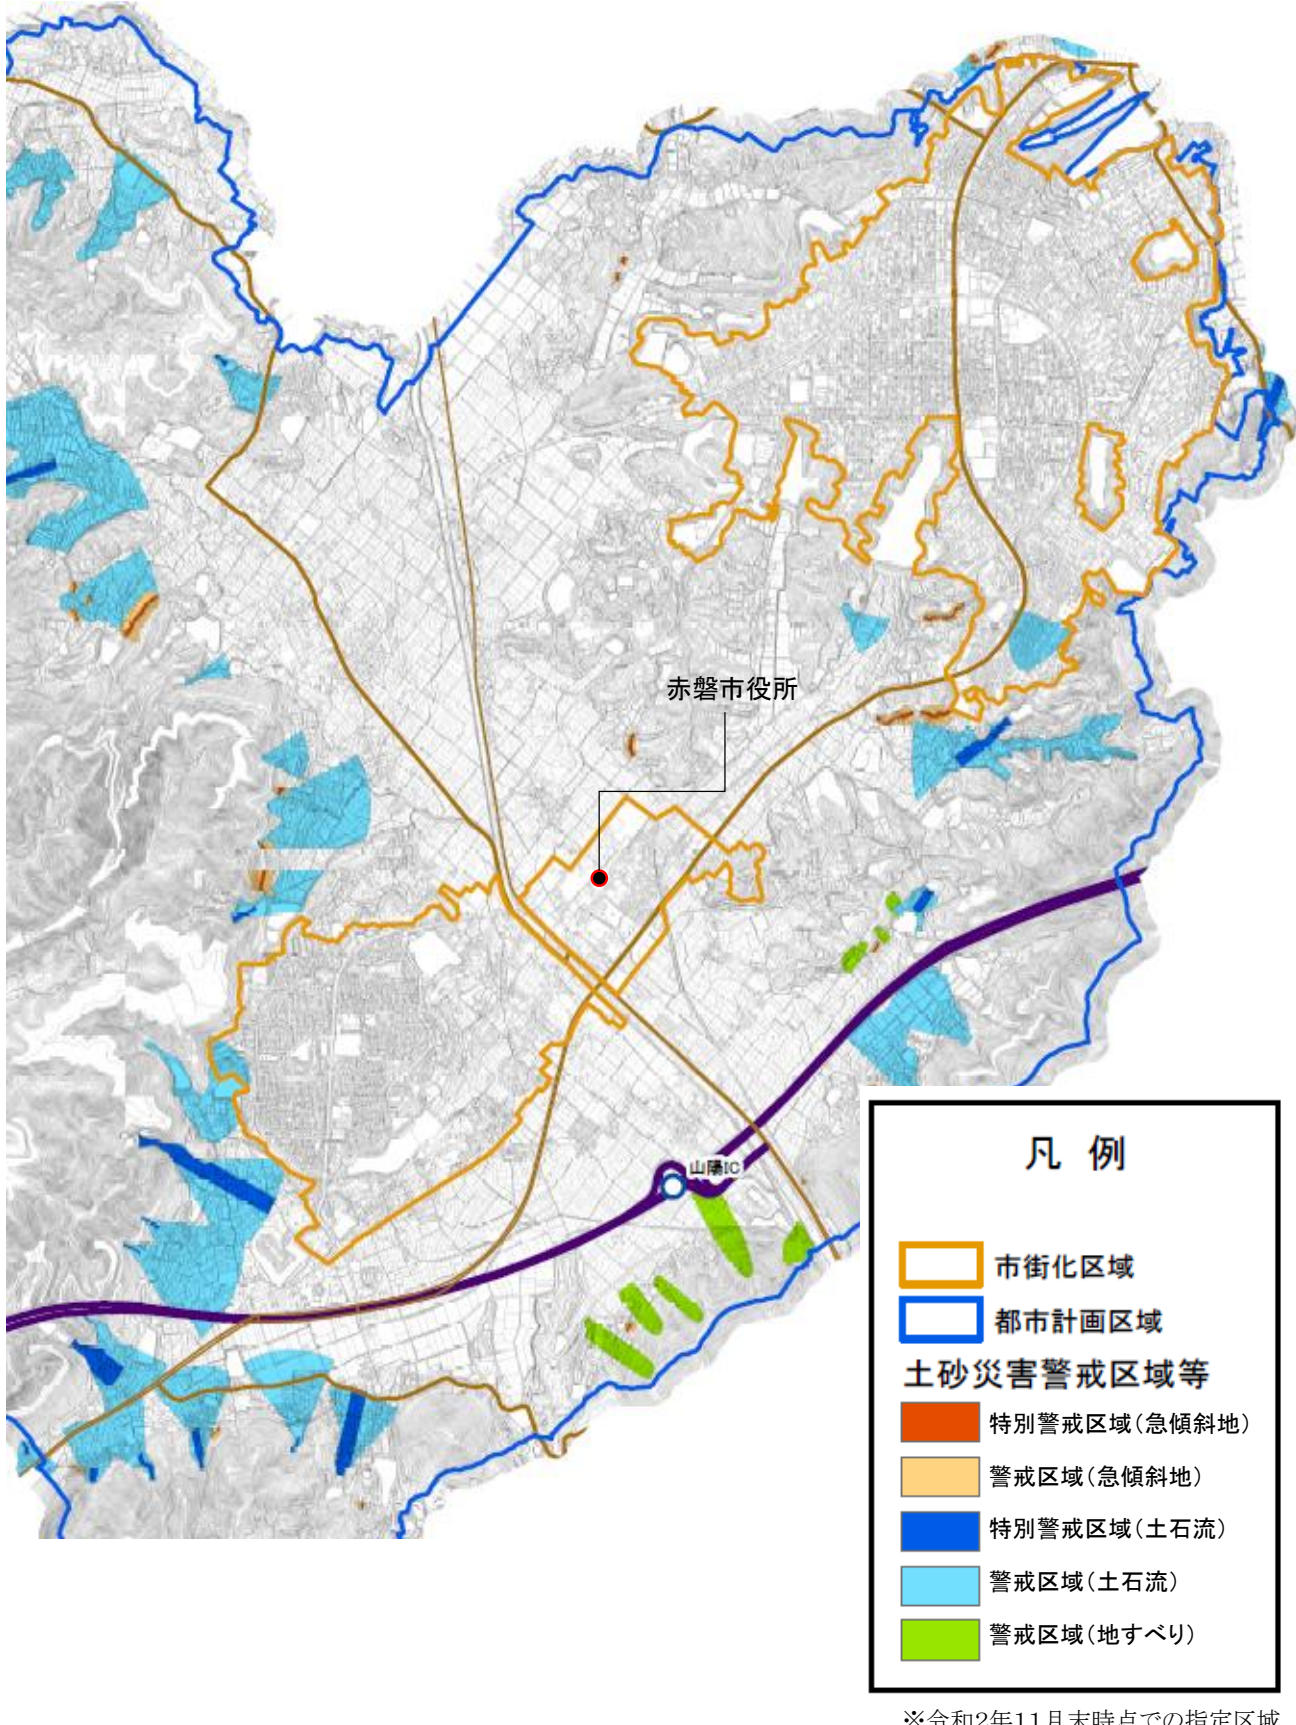 赤磐市役所
山陽IC
凡 例
市街化区域
都市計画区域
土砂災害警戒区域等
特別警戒区域(急傾斜地)
警戒区域(急傾斜地)
特別警戒区域(土石流)
警戒区域(土石流)
警戒区域(地すべり)
※令和2年11月末時点での指定区域